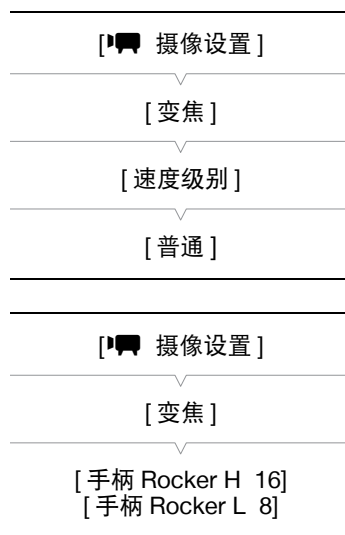 [ 摄像设置 ]
[ 变焦 ]
[ 速度级别 ]
[ 普通 ]
[ 摄像设置 ]
[ 变焦 ]
[ 手柄 Rocker H 16]
[ 手柄 Rocker L 8]